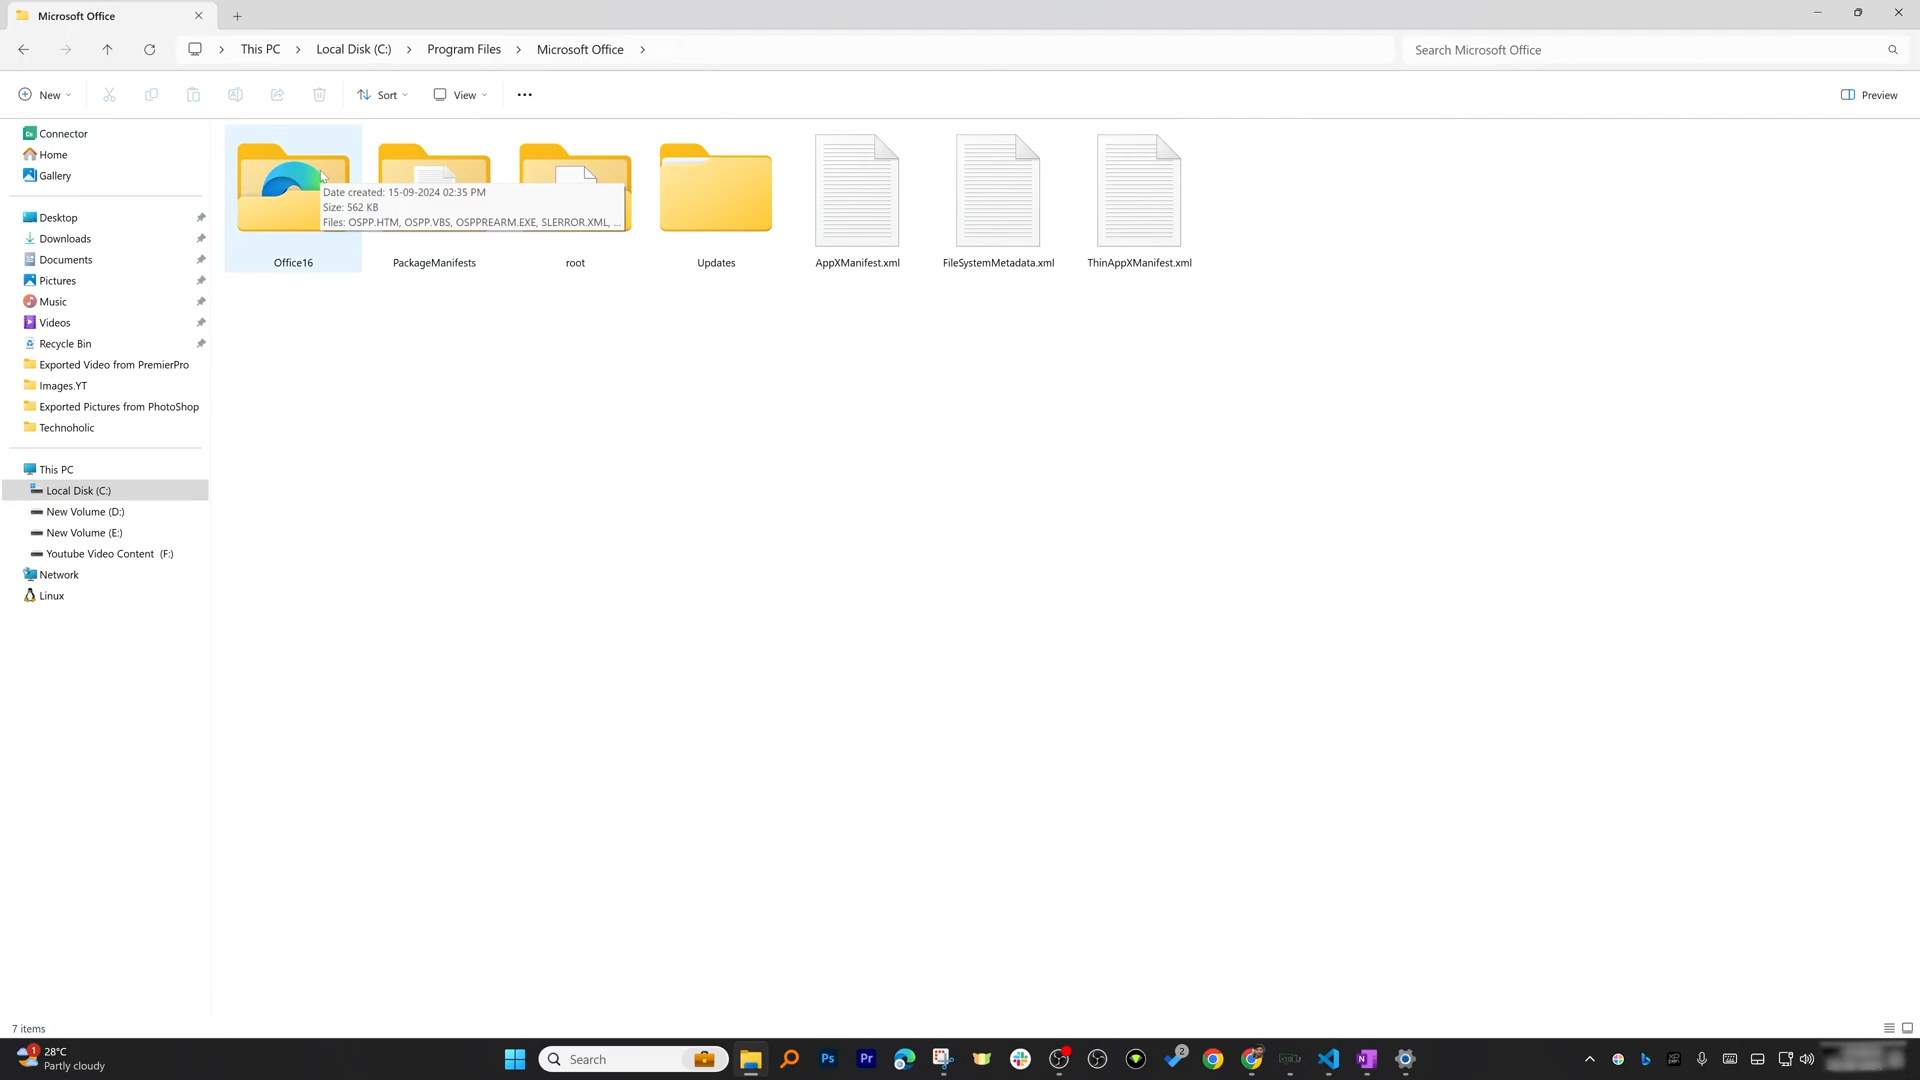 Microsoft Office
This PC
Local Disk (C:)
Program Files
Microsoft Office
Search Microsoft Office
New
Sort
View
Preview
Connector
Home
Gallery
Desktop
Downloads
Documents
Pictures
Music
Videos
Recycle Bin
Exported Video from PremierPro
Images.YT
Exported Pictures from PhotoShop
Technoholic
This PC
Local Disk (C:)
New Volume (D:)
New Volume (E:)
Youtube Video Content (F:)
Network
Linux
Date created: 15-09-2024 02:35 PM
Size: 562 KB
Files: OSPP.HTM, OSPP.VBS, OSPPREARM.EXE, SLERROR.XML, ...
Office16
PackageManifests
root
Updates
AppXManifest.xml
FileSystemMetadata.xml
ThinAppXManifest.xml
7 items
1
28°C
Partly cloudy
Search
Ps
Pr
2
N